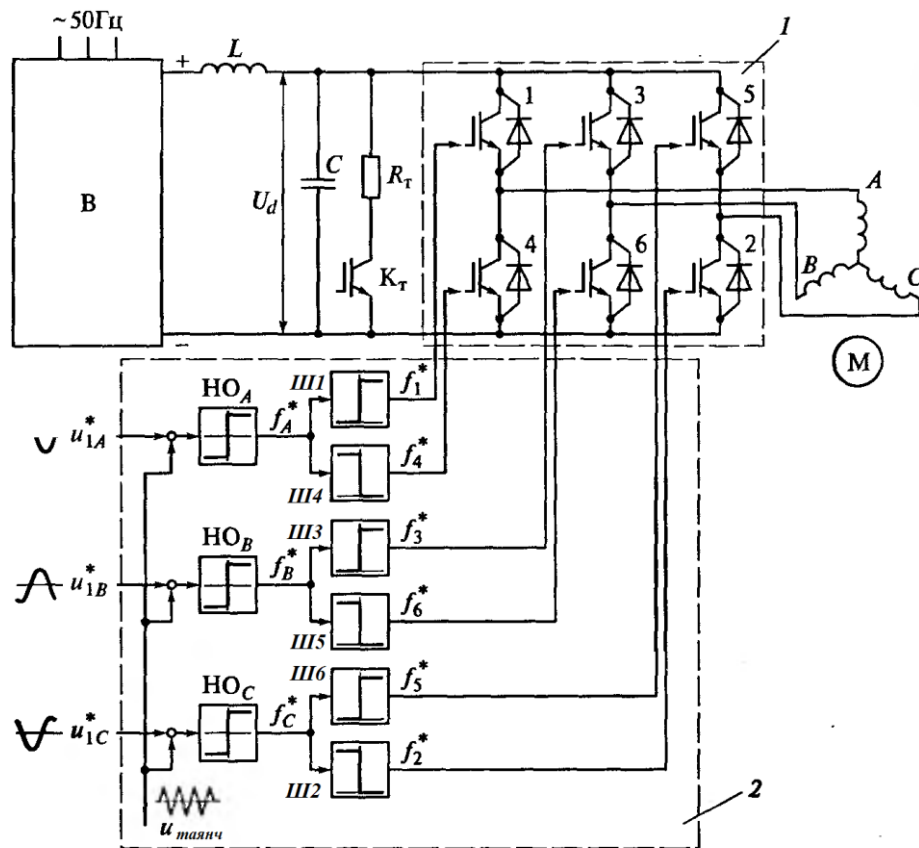 ~ 50Гц
+ L
1
1 3 5
В
U_d
C
R_т
К_т
A
4 6 2
B C
М
НО_A
u*_1A
f*_A
Ш1 f*_1
Ш4 f*_4
НО_B
u*_1B
f*_B
Ш3 f*_3
Ш5 f*_6
НО_C
u*_1C
f*_C
Ш6 f*_5
Ш2 f*_2
u_таянч
2